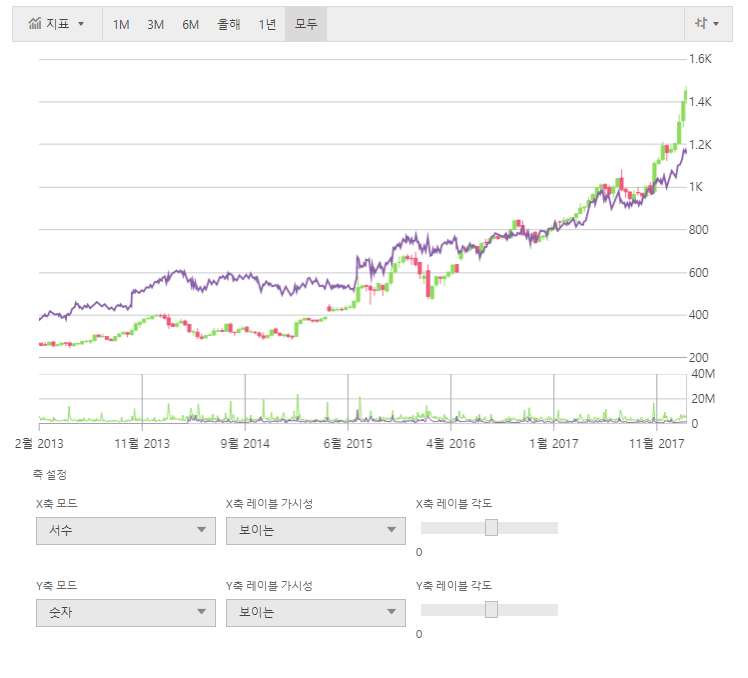 지표 1M 3M 6M 올해 1년 모두
1.6K
1.4K
1.2K
1K
800
600
400
200
40M
20M
0
2월 2013 11월 2013 9월 2014 6월 2015 4월 2016 1월 2017 11월 2017
축 설정
X축 모드 X축 레이블 가시성 X축 레이블 각도
서수 보이는
0
Y축 모드 Y축 레이블 가시성 Y축 레이블 각도
숫자 보이는
0